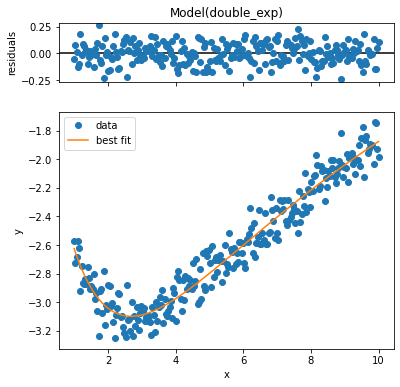 Model(double_exp)
residuals
0.25
0.00
−0.25
data
best fit
y
−1.8
−2.0
−2.2
−2.4
−2.6
−2.8
−3.0
−3.2
2 4 6 8 10
x